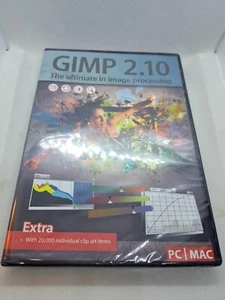 GIMP 2.10
The ultimate in image processing
Extra
• With 20,000 individual clip art items
PC | MAC